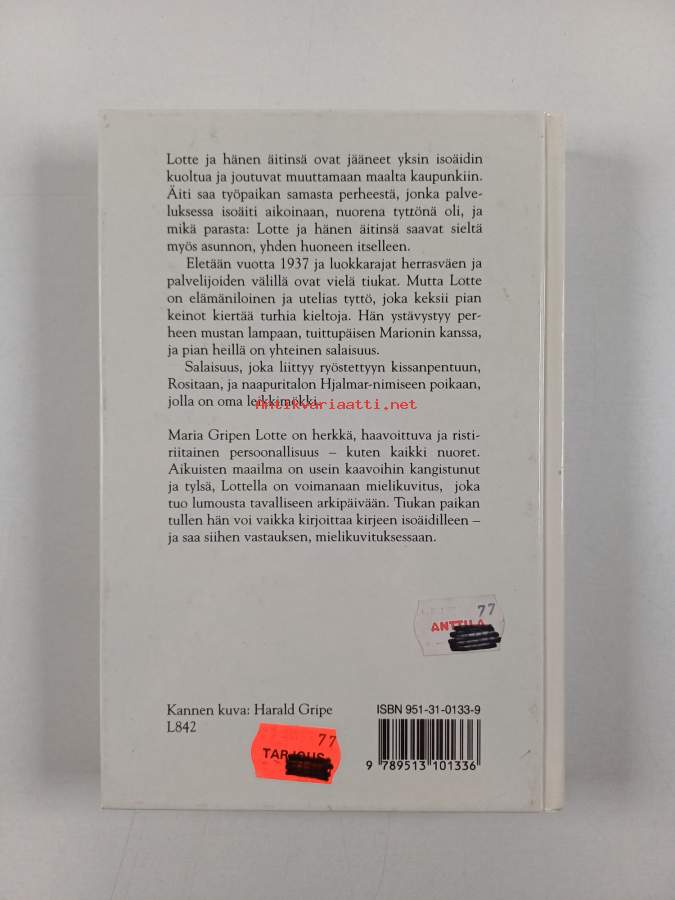 Lotte ja hänen äitinsä ovat jääneet yksin isoäidin
kuoltua ja joutuvat muuttamaan maalta kaupunkiin.
Äiti saa työpaikan samasta perheestä, jonka palve-
luksessa isoäiti aikoinaan, nuorena tyttönä oli, ja
mikä parasta: Lotte ja hänen äitinsä saavat sieltä
myös asunnon, yhden huoneen itselleen.
Eletään vuotta 1937 ja luokkarajat herrasväen ja
palvelijoiden välillä ovat vielä tiukat. Mutta Lotte
on elämäniloinen ja utelias tyttö, joka keksii pian
keinot kiertää turhia kieltoja. Hän ystävystyy per-
heen mustan lampaan, tuittupäisen Marionin kanssa,
ja pian heillä on yhteinen salaisuus.
Salaisuus, joka liittyy ryöstettyyn kissanpentuun,
Rositaan, ja naapuritalon Hjalmar-nimiseen poikaan,
jolla on oma leikkimökki.
Antikvariaatti.net
Maria Gripen Lotte on herkkä, haavoittuva ja risti-
riitainen persoonallisuus – kuten kaikki nuoret.
Aikuisten maailma on usein kaavoihin kangistunut
ja tylsä, Lottella on voimanaan mielikuvitus, joka
tuo lumousta tavalliseen arkipäivään. Tiukan paikan
tullen hän voi vaikka kirjoittaa kirjeen isoäidilleen –
ja saa siihen vastauksen, mielikuvituksessaan.
77
ANTTILA
Kannen kuva: Harald Gripe
L842
ISBN 951-31-0133-9
77
TARJOUS
9 789513 101336